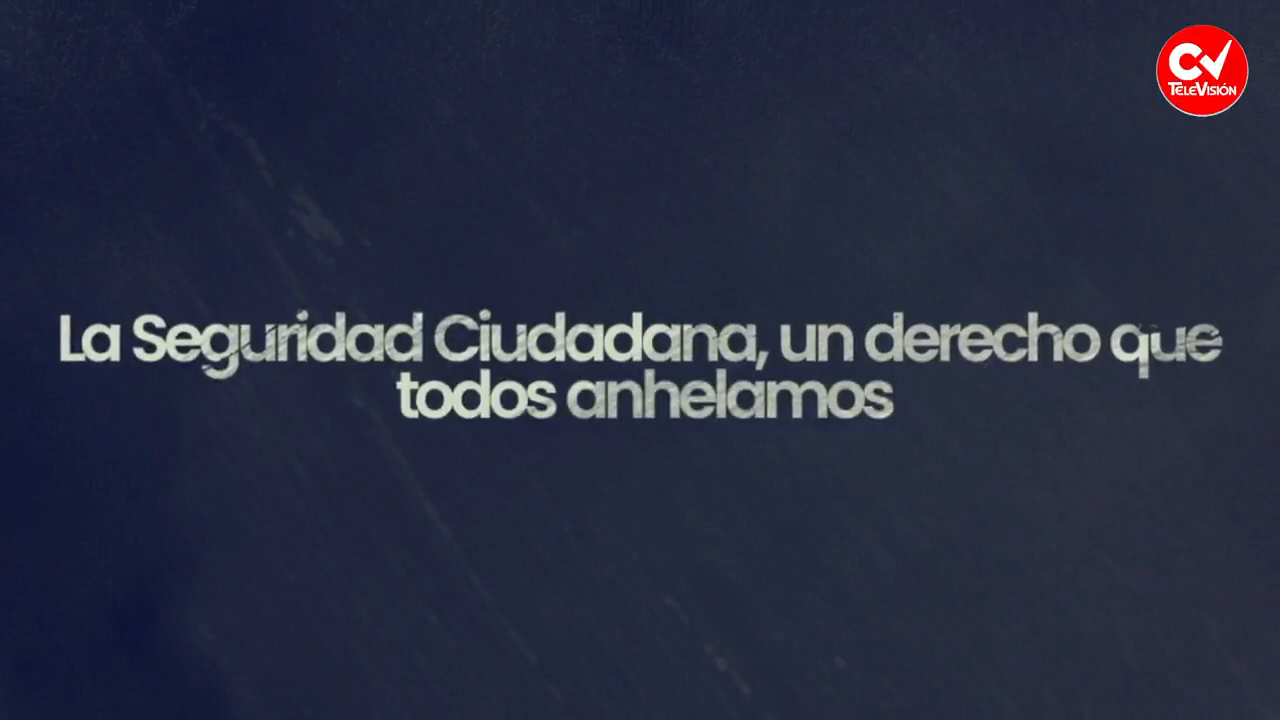 CV
TELEVISIÓN
La Seguridad Ciudadana, un derecho que
todos anhelamos